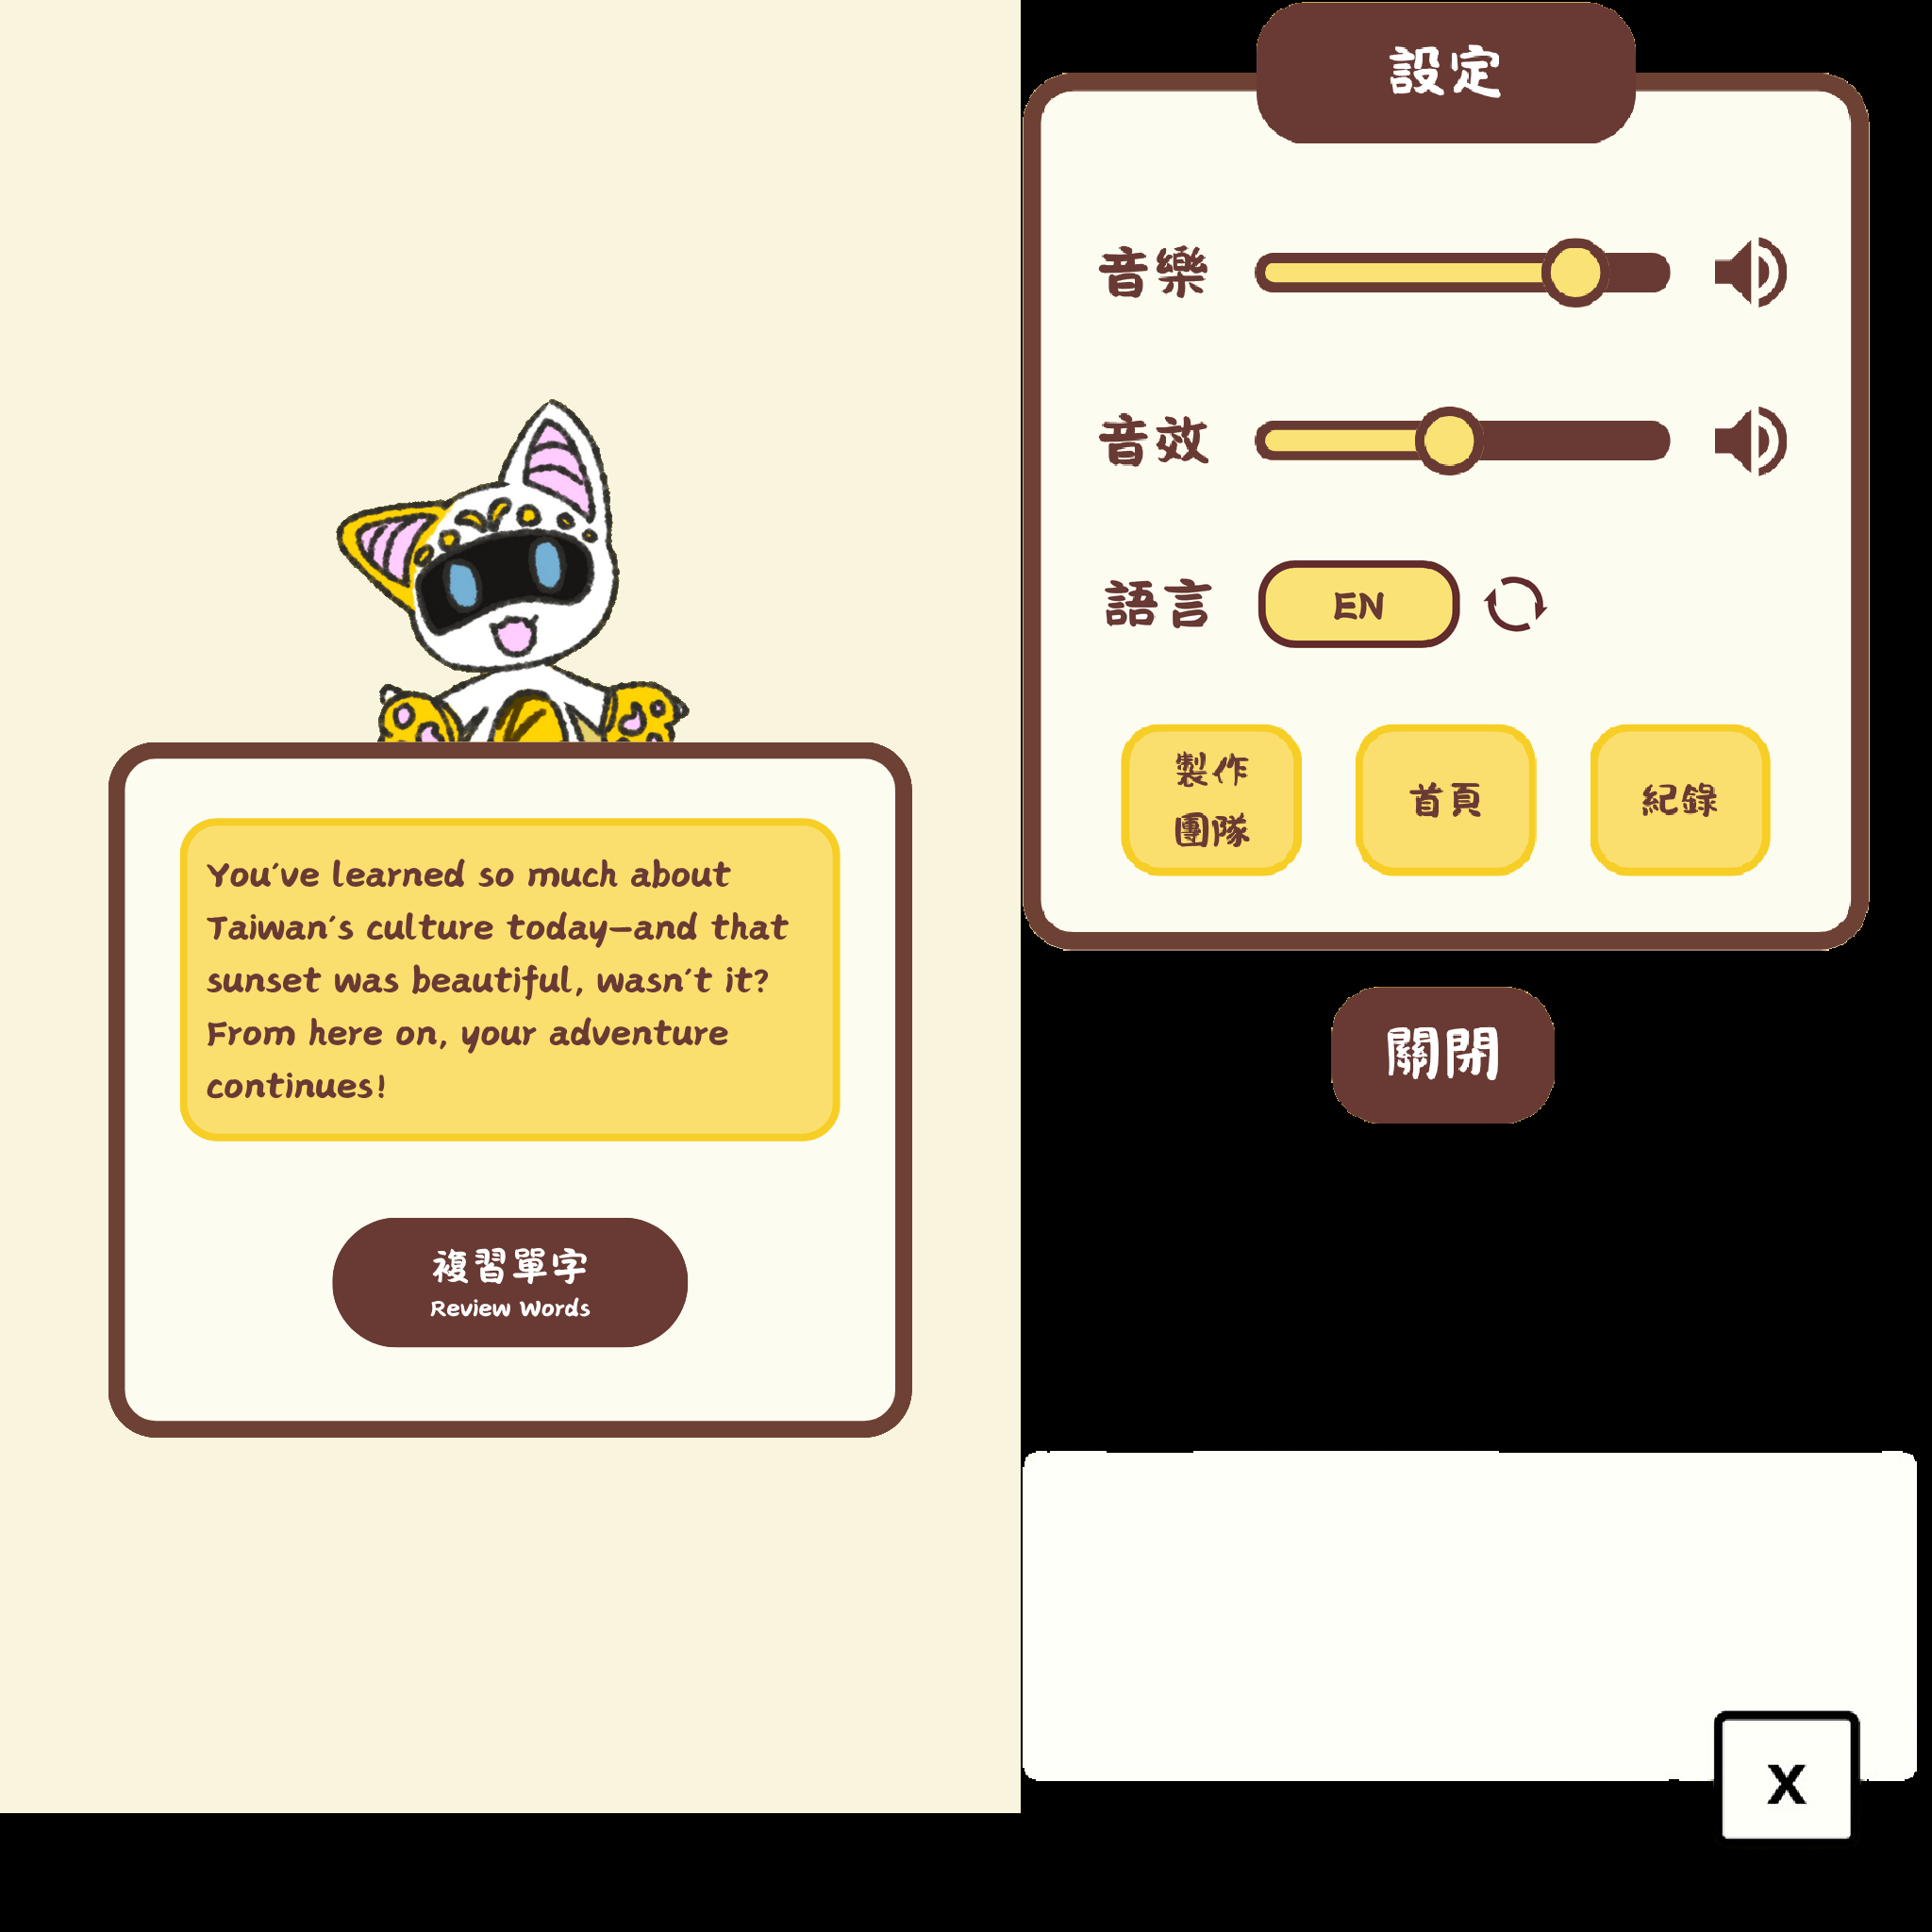 You've learned so much about
Taiwan's culture today—and that
sunset was beautiful, wasn't it?
From here on, your adventure
continues!
複習單字
Review Words
設定
音樂
音效
語言 EN
製作
團隊
首頁
紀錄
關閉
X